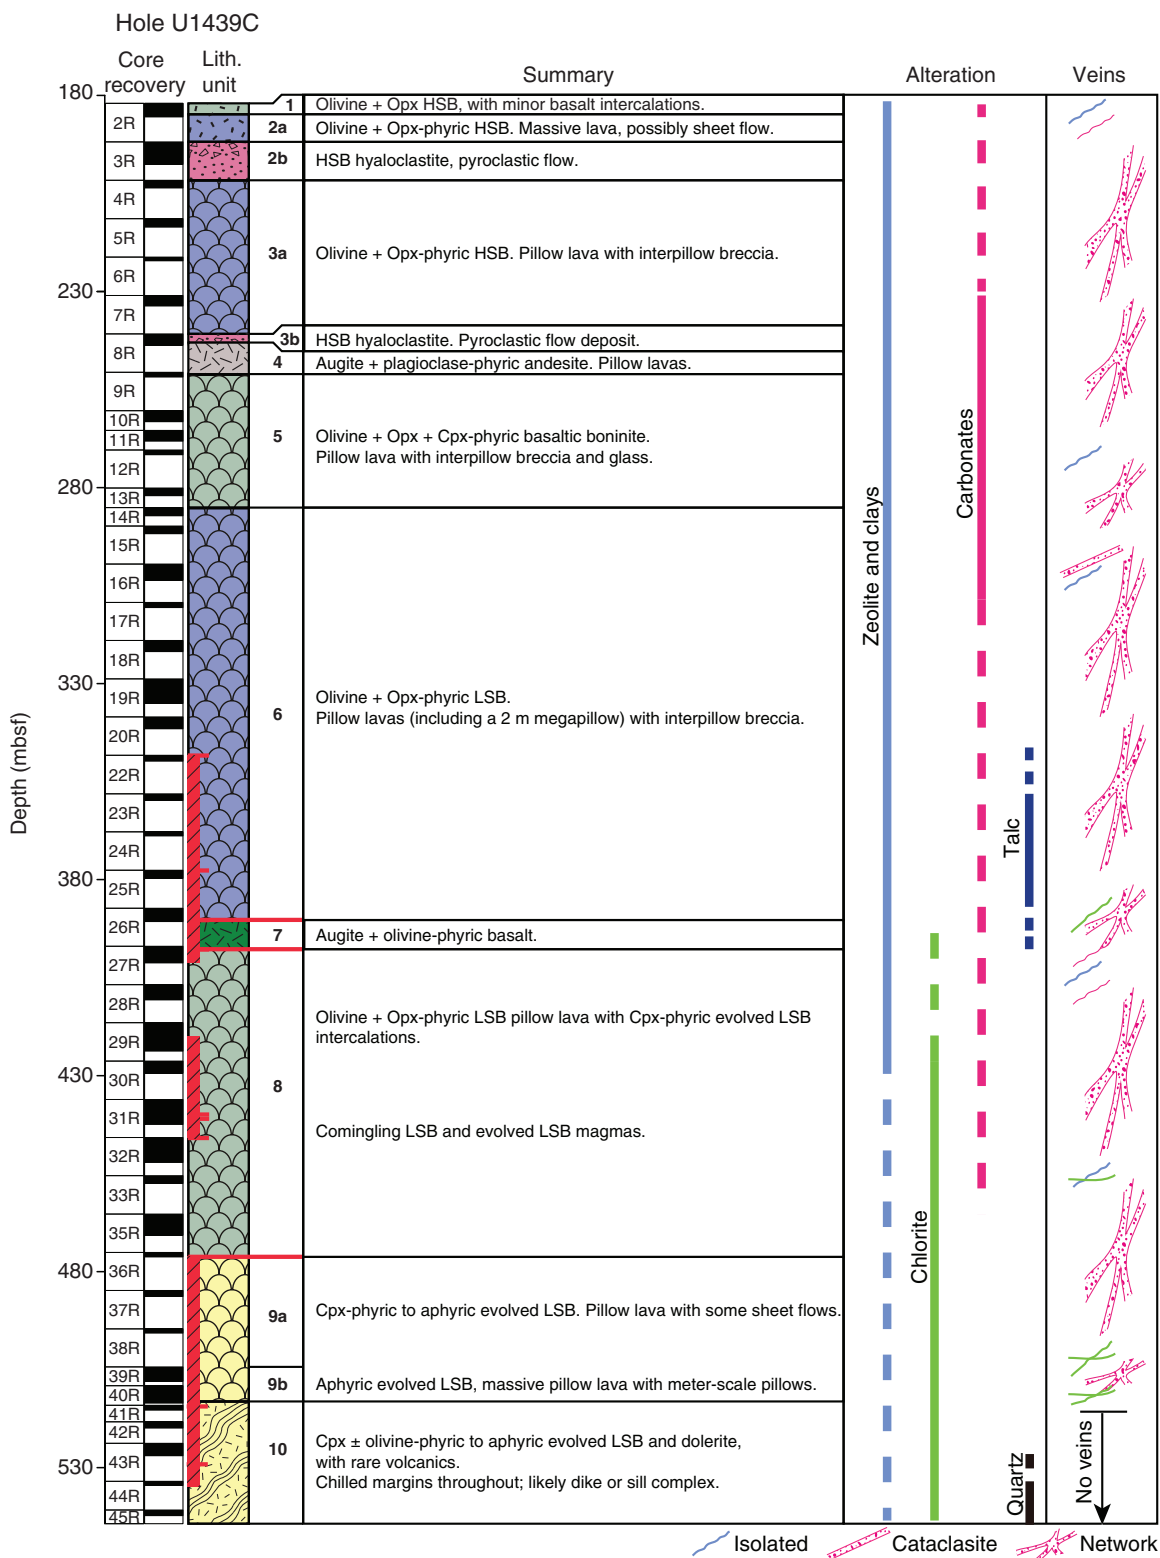 Hole U1439C
Core recovery
Lith. unit
Summary
Alteration
Veins
Depth (mbsf)
180
230
280
330
380
430
480
530
2R
3R
4R
5R
6R
7R
8R
9R
10R
11R
12R
13R
14R
15R
16R
17R
18R
19R
20R
22R
23R
24R
25R
26R
27R
28R
29R
30R
31R
32R
33R
35R
36R
37R
38R
39R
40R
41R
42R
43R
44R
45R
1
Olivine + Opx HSB, with minor basalt intercalations.
2a
Olivine + Opx-phyric HSB. Massive lava, possibly sheet flow.
2b
HSB hyaloclastite, pyroclastic flow.
3a
Olivine + Opx-phyric HSB. Pillow lava with interpillow breccia.
3b
HSB hyaloclastite. Pyroclastic flow deposit.
4
Augite + plagioclase-phyric andesite. Pillow lavas.
5
Olivine + Opx + Cpx-phyric basaltic boninite.
Pillow lava with interpillow breccia and glass.
6
Olivine + Opx-phyric LSB.
Pillow lavas (including a 2 m megapillow) with interpillow breccia.
7
Augite + olivine-phyric basalt.
8
Olivine + Opx-phyric LSB pillow lava with Cpx-phyric evolved LSB
intercalations.
Comingling LSB and evolved LSB magmas.
9a
Cpx-phyric to aphyric evolved LSB. Pillow lava with some sheet flows.
9b
Aphyric evolved LSB, massive pillow lava with meter-scale pillows.
10
Cpx ± olivine-phyric to aphyric evolved LSB and dolerite,
with rare volcanics.
Chilled margins throughout; likely dike or sill complex.
Zeolite and clays
Chlorite
Carbonates
Talc
Quartz
No veins
Isolated
Cataclasite
Network